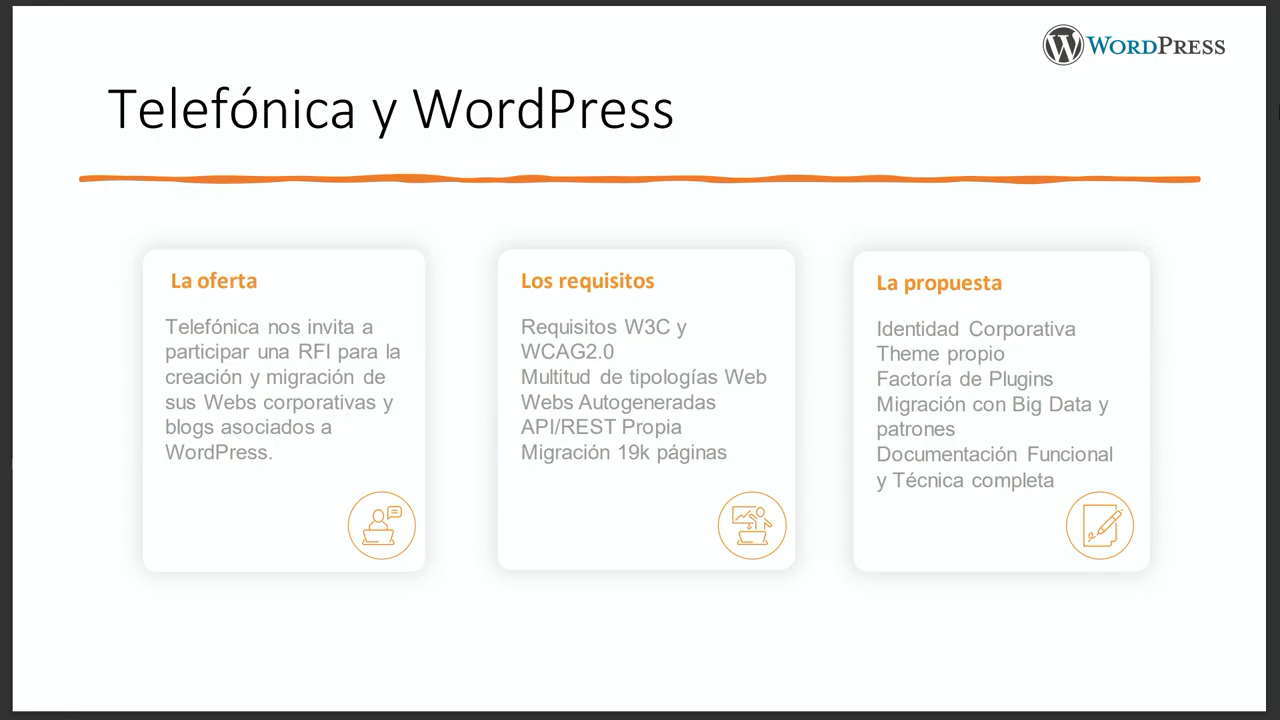 WORDPRESS
Telefónica y WordPress
La oferta
Telefónica nos invita a
participar una RFI para la
creación y migración de
sus Webs corporativas y
blogs asociados a
WordPress.
Los requisitos
Requisitos W3C y
WCAG2.0
Multitud de tipologías Web
Webs Autogeneradas
API/REST Propia
Migración 19k páginas
La propuesta
Identidad Corporativa
Theme propio
Factoría de Plugins
Migración con Big Data y
patrones
Documentación Funcional
y Técnica completa